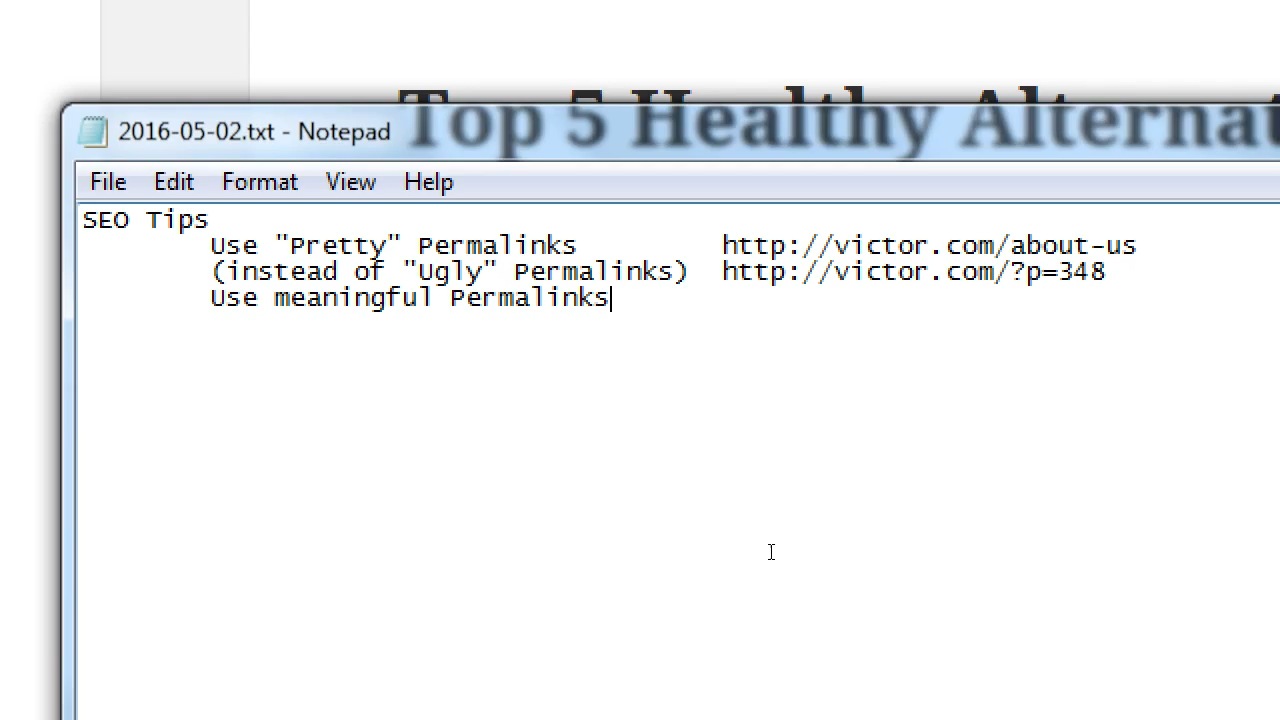 Top 5 Healthy Alternat
2016-05-02.txt - Notepad
File Edit Format View Help
SEO Tips
Use "Pretty" Permalinks http://victor.com/about-us
(instead of "Ugly" Permalinks) http://victor.com/?p=348
Use meaningful Permalinks